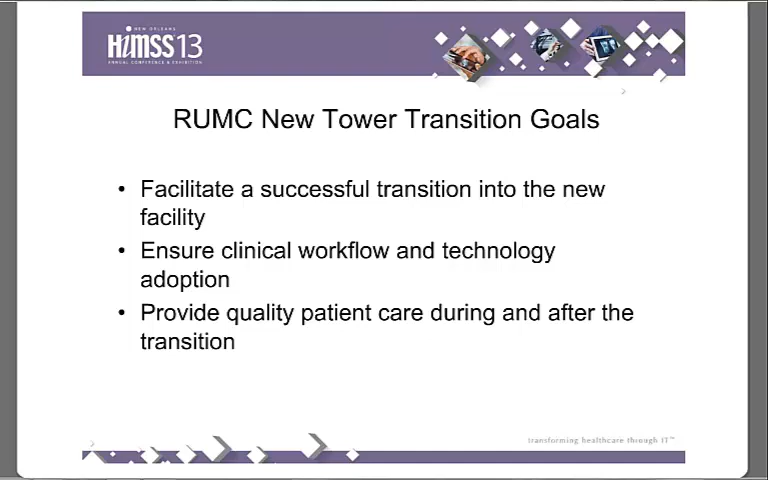 NEW ORLEANS
HIMSS13
ANNUAL CONFERENCE & EXHIBITION
RUMC New Tower Transition Goals
• Facilitate a successful transition into the new
facility
• Ensure clinical workflow and technology
adoption
• Provide quality patient care during and after the
transition
transforming healthcare through IT™